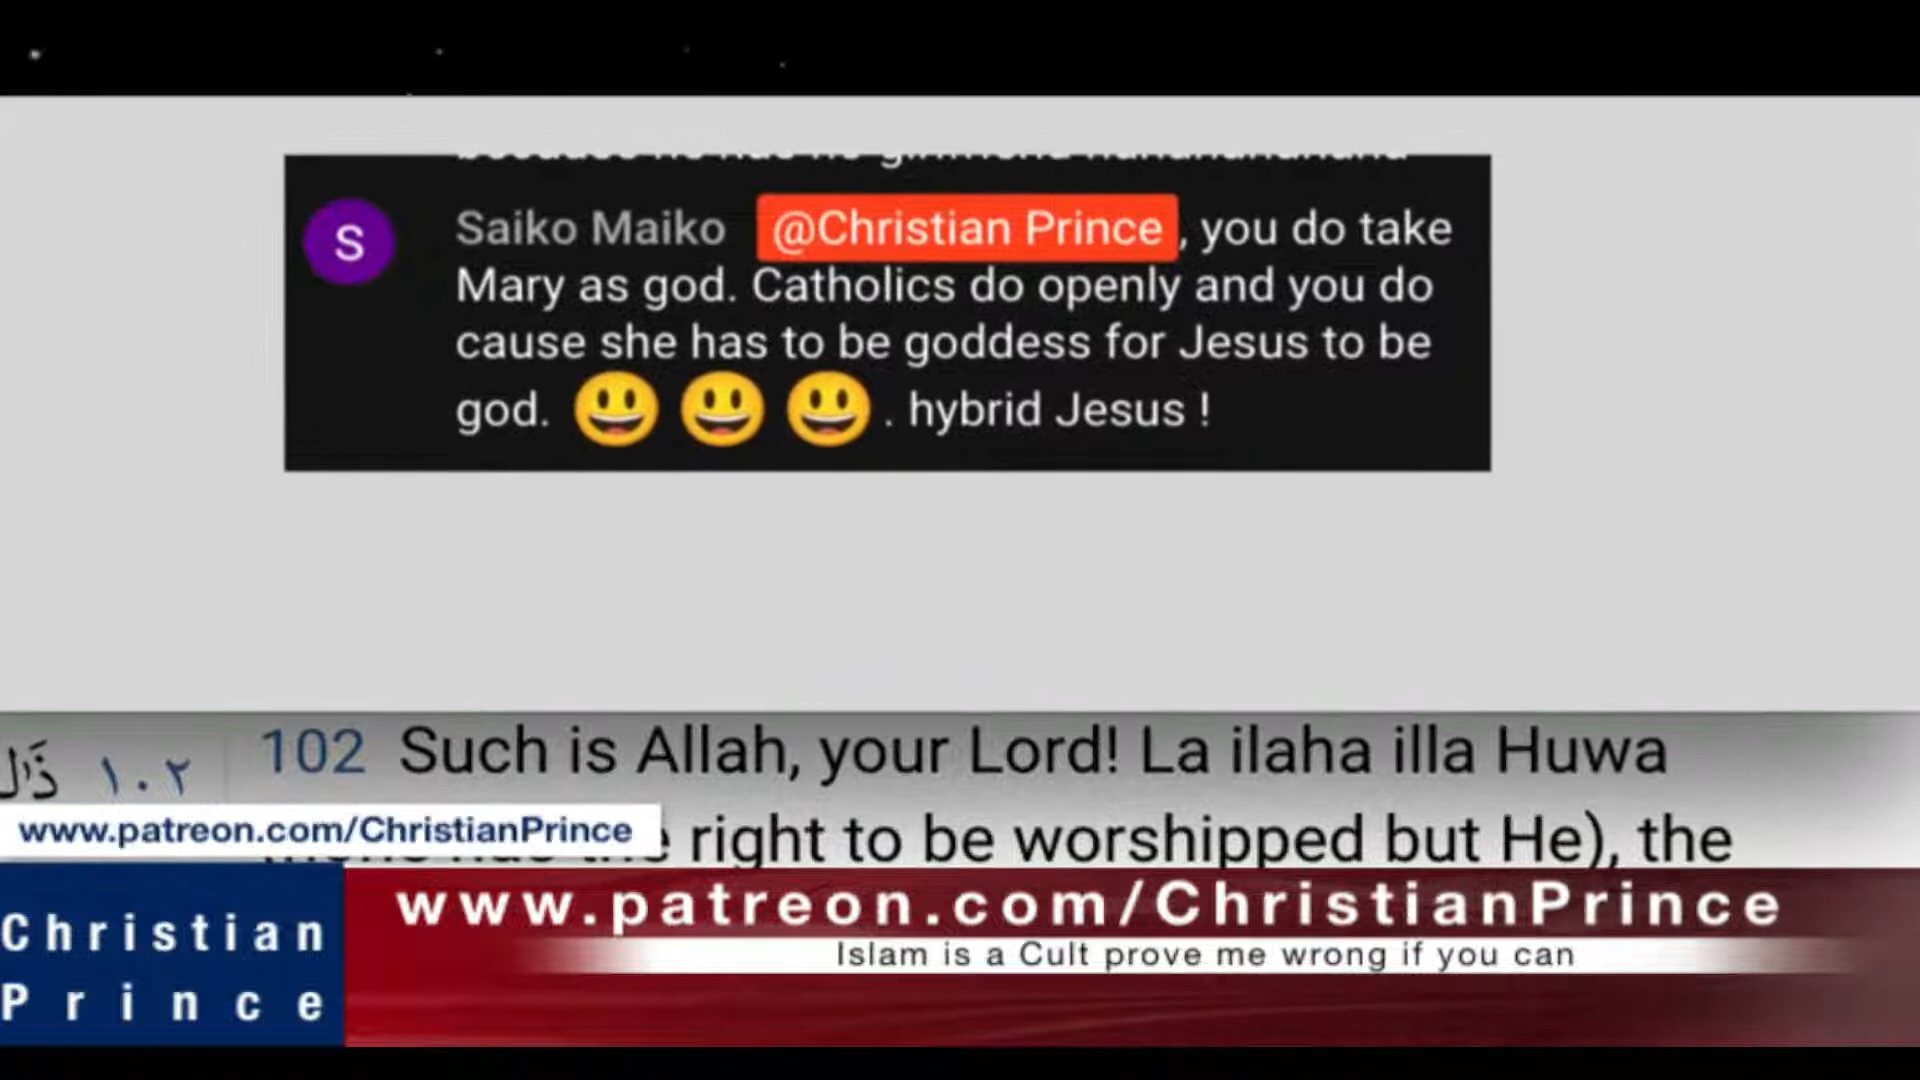 S
Saiko Maiko @Christian Prince, you do take
Mary as god. Catholics do openly and you do
cause she has to be goddess for Jesus to be
god. 😃 😃 😃 . hybrid Jesus !
١٠٢
102 Such is Allah, your Lord! La ilaha illa Huwa
right to be worshipped but He), the
www.patreon.com/ChristianPrince
Christian
Prince
www.patreon.com/ChristianPrince
Islam is a Cult prove me wrong if you can